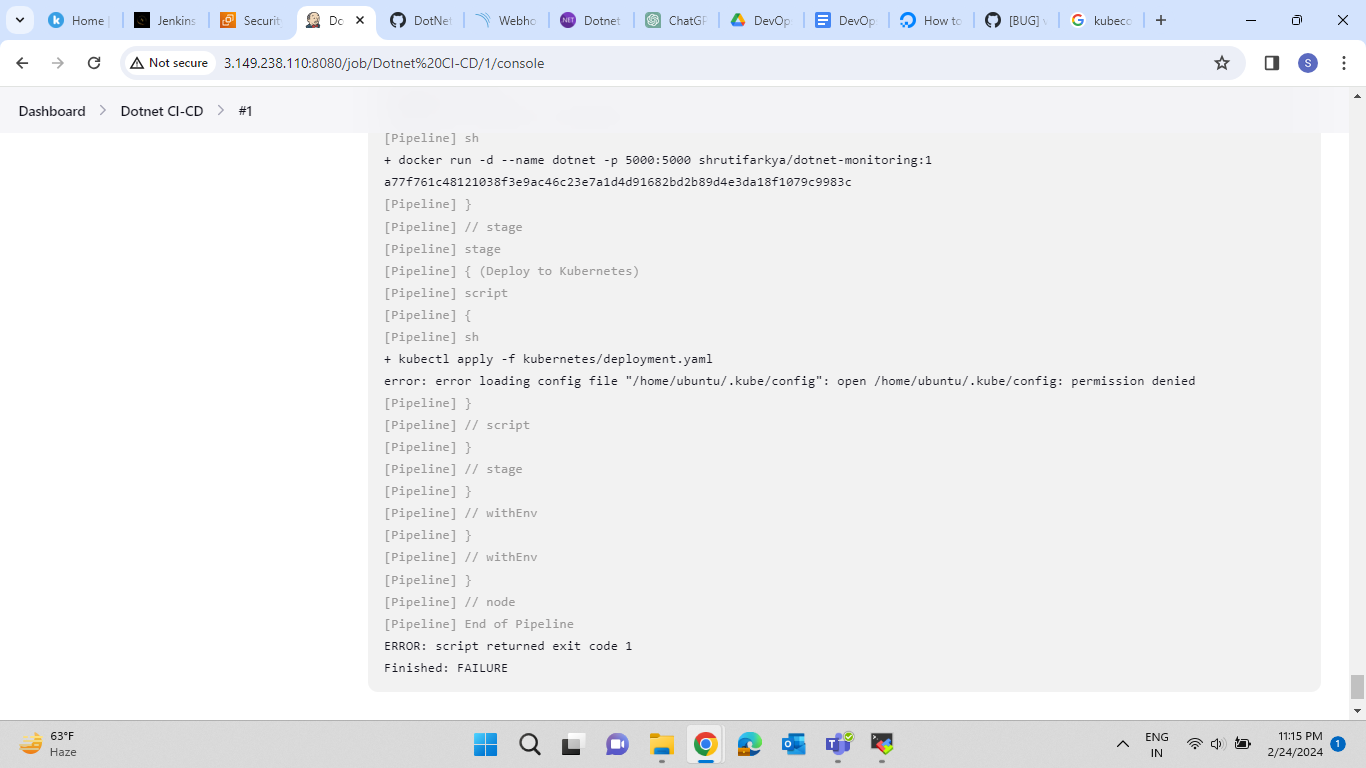 Home
Jenkins
Security
Do
DotNet
Webho
Dotnet
ChatGP
DevOp
DevOp
How to
[BUG]
kubeco
Not secure
3.149.238.110:8080/job/Dotnet%20CI-CD/1/console
S
Dashboard > Dotnet CI-CD > #1
[Pipeline] sh
+ docker run -d --name dotnet -p 5000:5000 shrutifarkya/dotnet-monitoring:1
a77f761c48121038f3e9ac46c23e7a1d4d91682bd2b89d4e3da18f1079c9983c
[Pipeline] }
[Pipeline] // stage
[Pipeline] stage
[Pipeline] { (Deploy to Kubernetes)
[Pipeline] script
[Pipeline] {
[Pipeline] sh
+ kubectl apply -f kubernetes/deployment.yaml
error: error loading config file "/home/ubuntu/.kube/config": open /home/ubuntu/.kube/config: permission denied
[Pipeline] }
[Pipeline] // script
[Pipeline] }
[Pipeline] // stage
[Pipeline] }
[Pipeline] // withEnv
[Pipeline] }
[Pipeline] // withEnv
[Pipeline] }
[Pipeline] // node
[Pipeline] End of Pipeline
ERROR: script returned exit code 1
Finished: FAILURE
63°F
Haze
ENG
IN
11:15 PM
2/24/2024
1